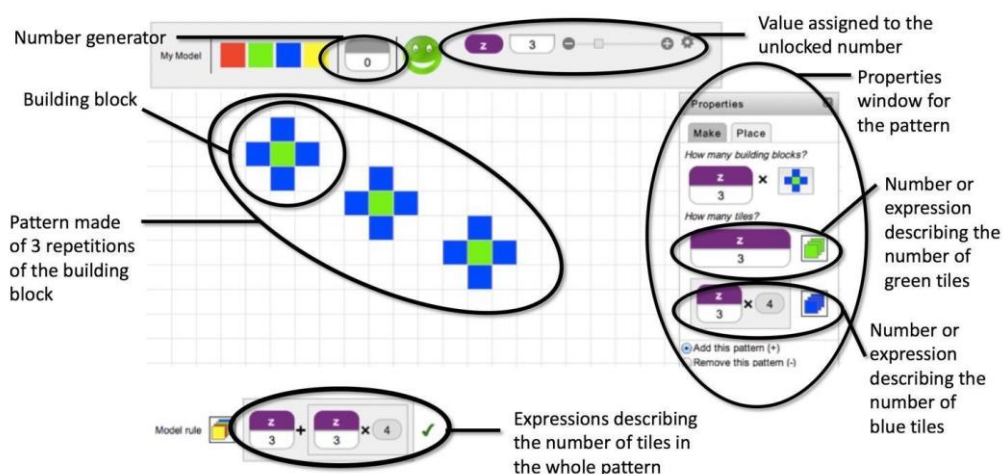 Number generator
My Model
0
z
3
Value assigned to the
unlocked number
Building block
Properties
window for
the pattern
Properties
Make
Place
How many building blocks?
z
3
×
How many tiles?
z
3
z
3
×
4
Add this pattern (+)
Remove this pattern (-)
Pattern made
of 3 repetitions
of the building
block
Number or
expression
describing the
number of
green tiles
Number or
expression
describing the
number of
blue tiles
Model rule
z
3
+
z
3
×
4
Expressions describing
the number of tiles in
the whole pattern